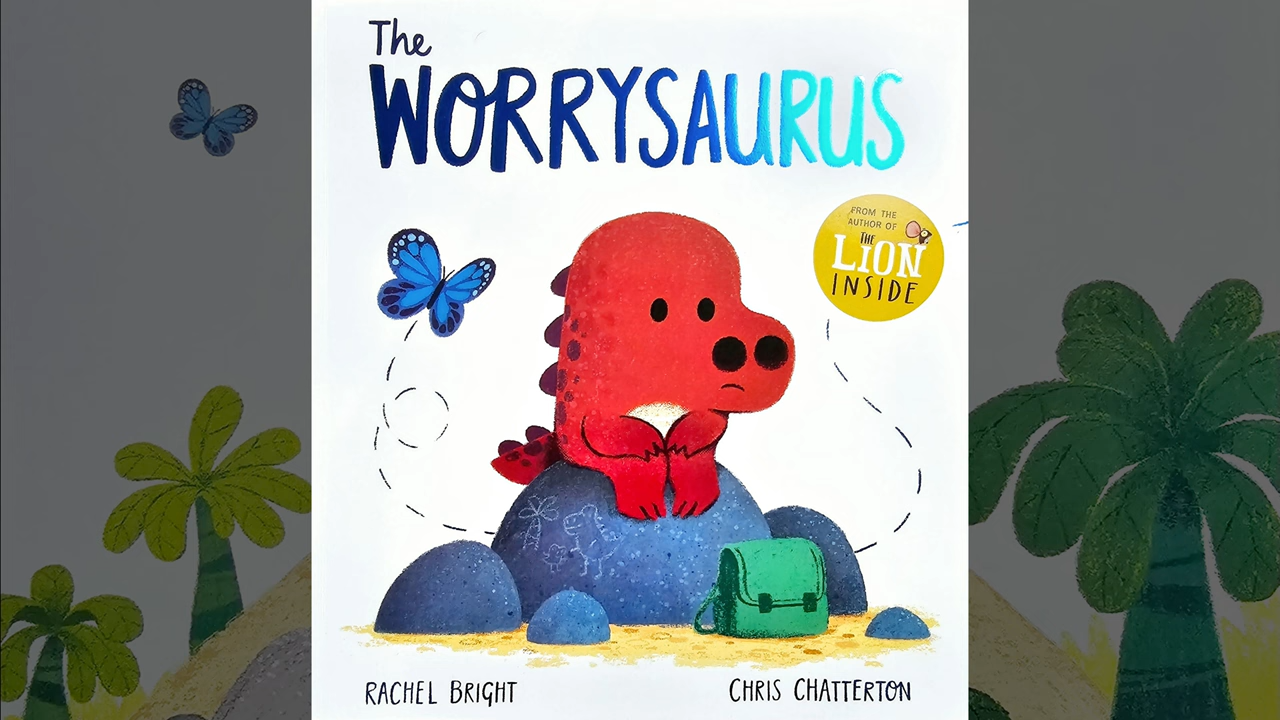 The
WORRYSAURUS
FROM THE
AUTHOR OF
THE
LION
INSIDE
RACHEL BRIGHT
CHRIS CHATTERTON